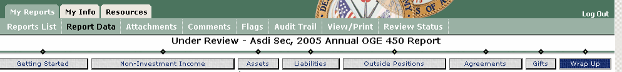 My Reports My Info Resources Log Out
Reports List Report Data Attachments Comments Flags Audit Trail View/Print Review Status
Under Review - Asdi Sec, 2005 Annual OGE 450 Report
Getting Started Non-Investment Income Assets Liabilities Outside Positions Agreements Gifts Wrap Up